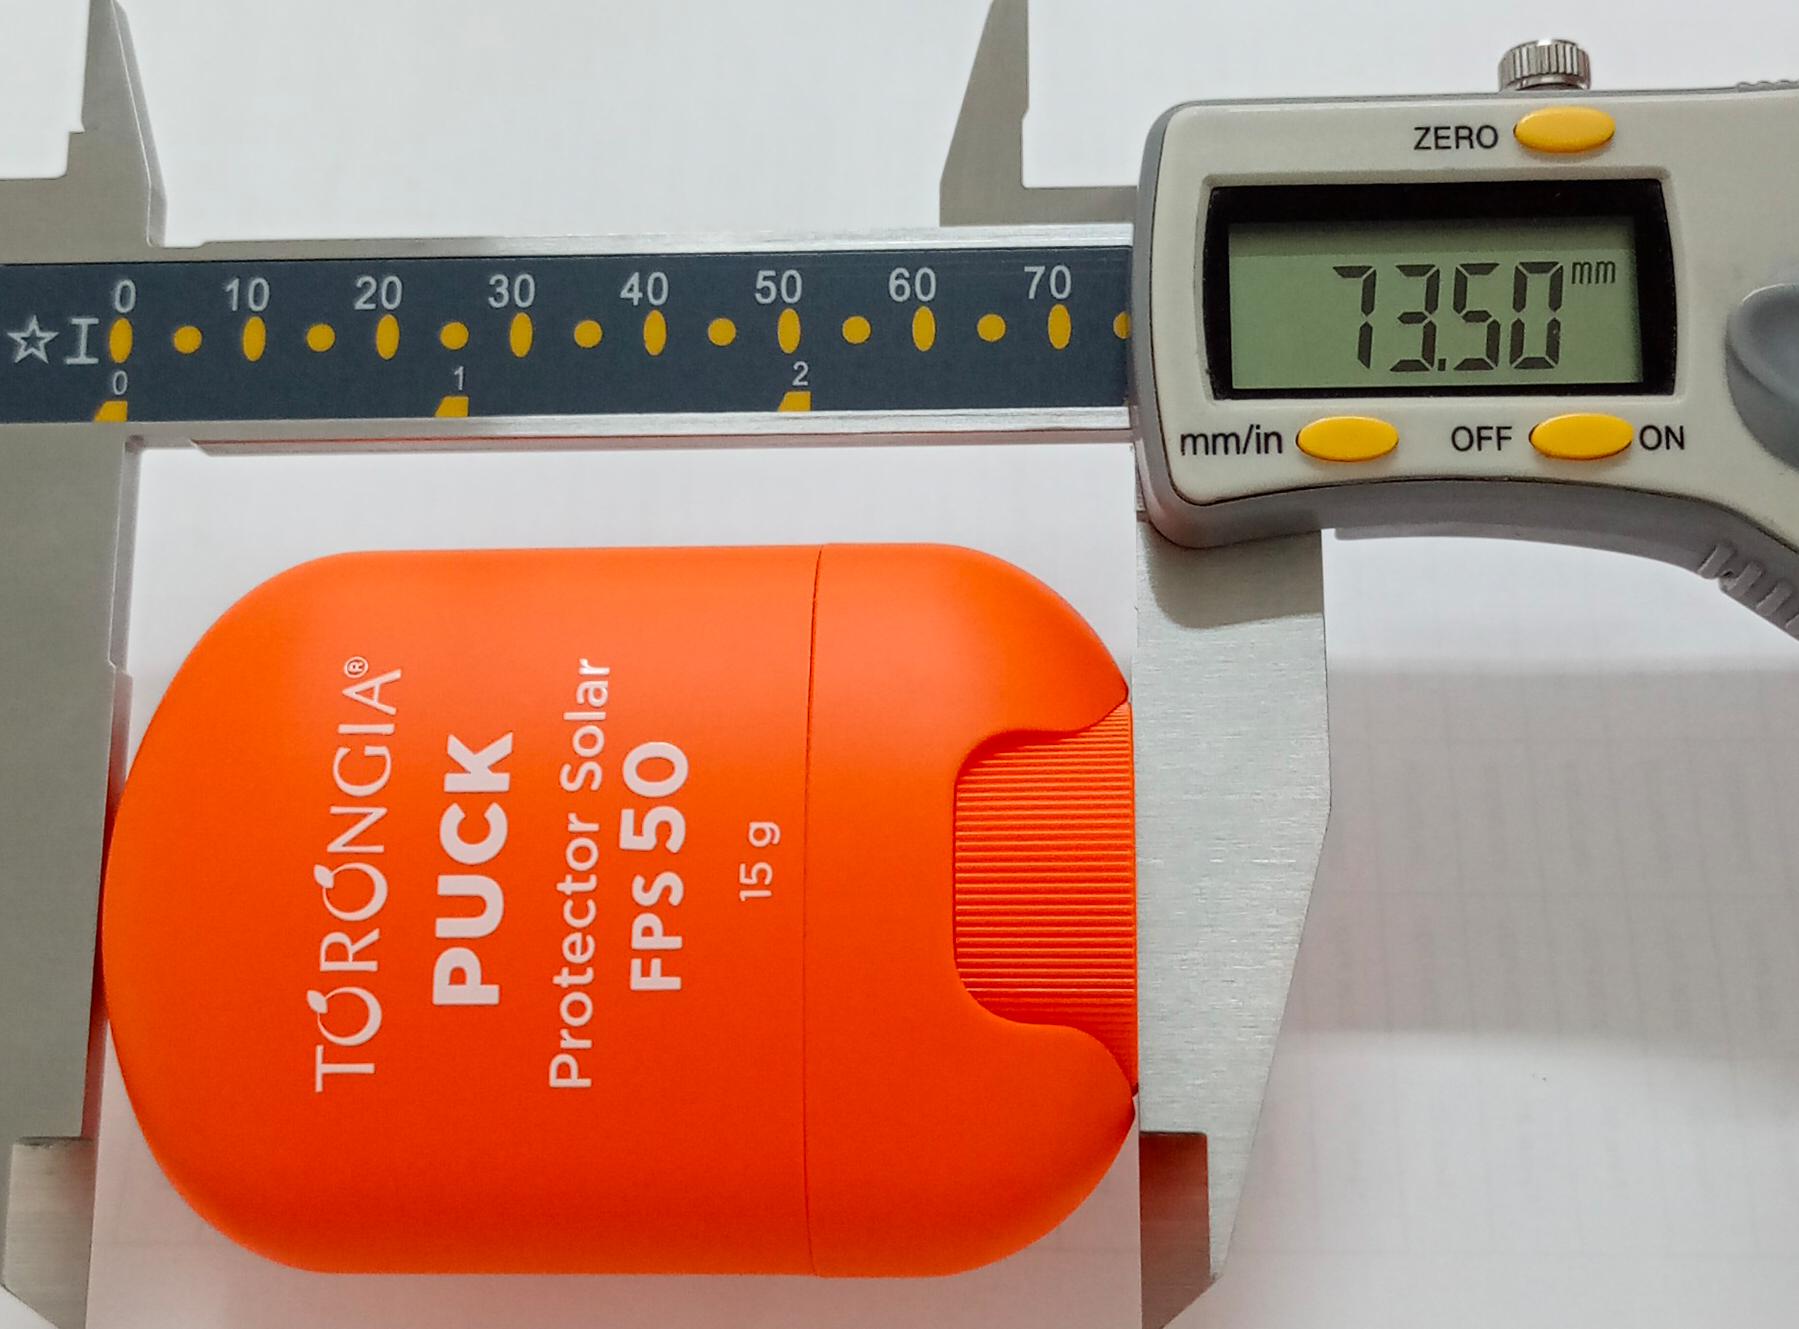 ZERO
73.50 mm
mm/in OFF ON
0 10 20 30 40 50 60 70
0 1 2
TORONGIA®
PUCK
Protector Solar
FPS 50
15 g